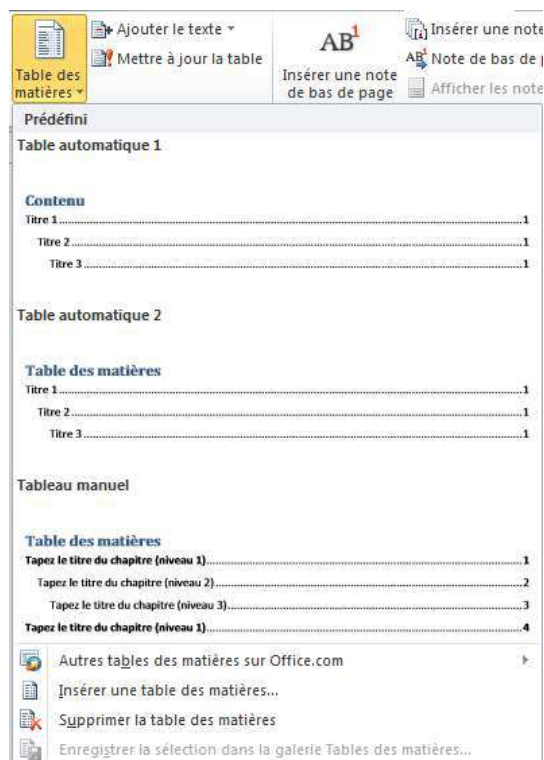 Table des
matières
Ajouter le texte
Mettre à jour la table
AB1
Insérer une note
de bas de page
Insérer une note
Note de bas de
Afficher les note
Prédéfini
Table automatique 1
Contenu
Titre 1 1
Titre 2 1
Titre 3 1
Table automatique 2
Table des matières
Titre 1 1
Titre 2 1
Titre 3 1
Tableau manuel
Table des matières
Tapez le titre du chapitre (niveau 1) 1
Tapez le titre du chapitre (niveau 2) 2
Tapez le titre du chapitre (niveau 3) 3
Tapez le titre du chapitre (niveau 1) 4
Autres tables des matières sur Office.com
Insérer une table des matières...
Supprimer la table des matières
Enregistrer la sélection dans la galerie Tables des matières...